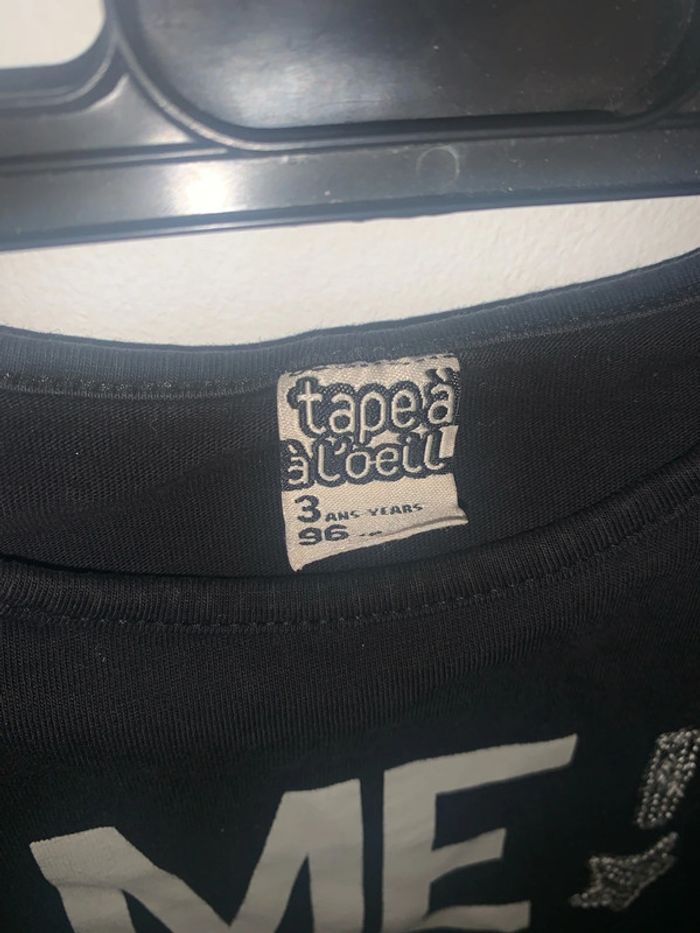 tape à
à l'oeil
3 ANS-YEARS
96
ME